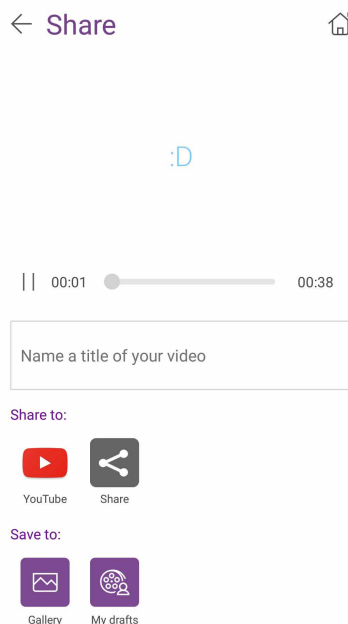 Share
:D
00:01 00:38
Name a title of your video
Share to:
YouTube Share
Save to:
Gallery My drafts